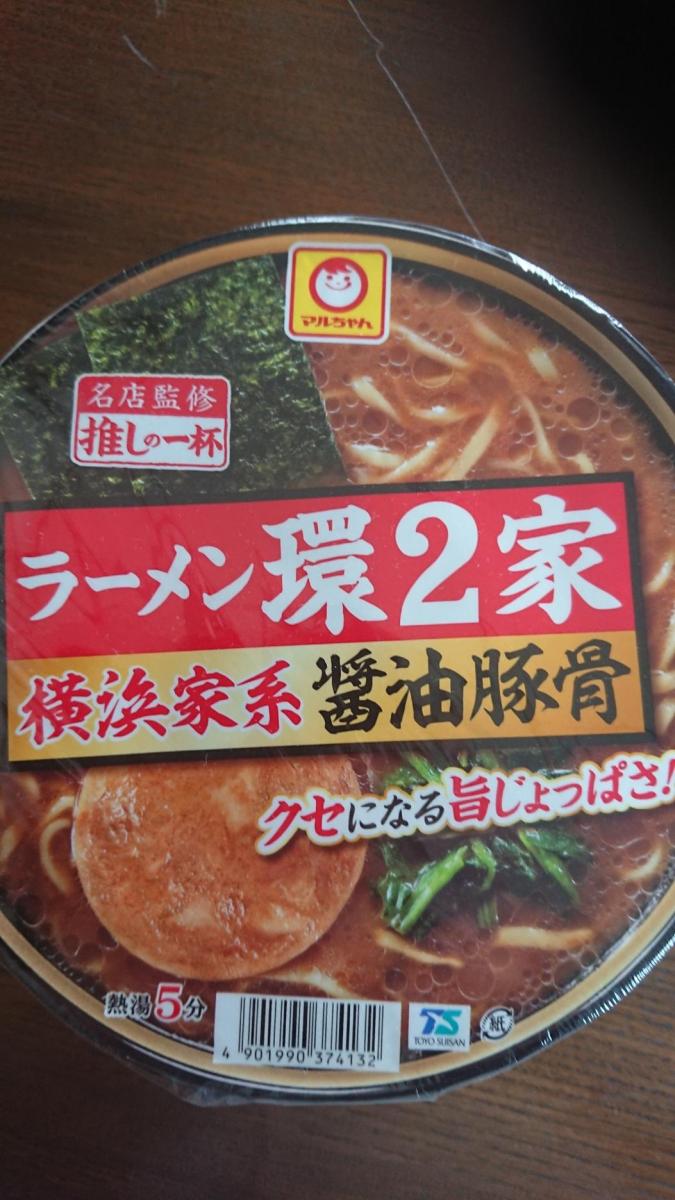 マルちゃん
名店監修
推しの一杯
ラーメン環2家
横浜家系 醤油豚骨
クセになる旨じょっぱさ!
熱湯5分
4 901990 374132
TS
TOYO SUISAN
紙